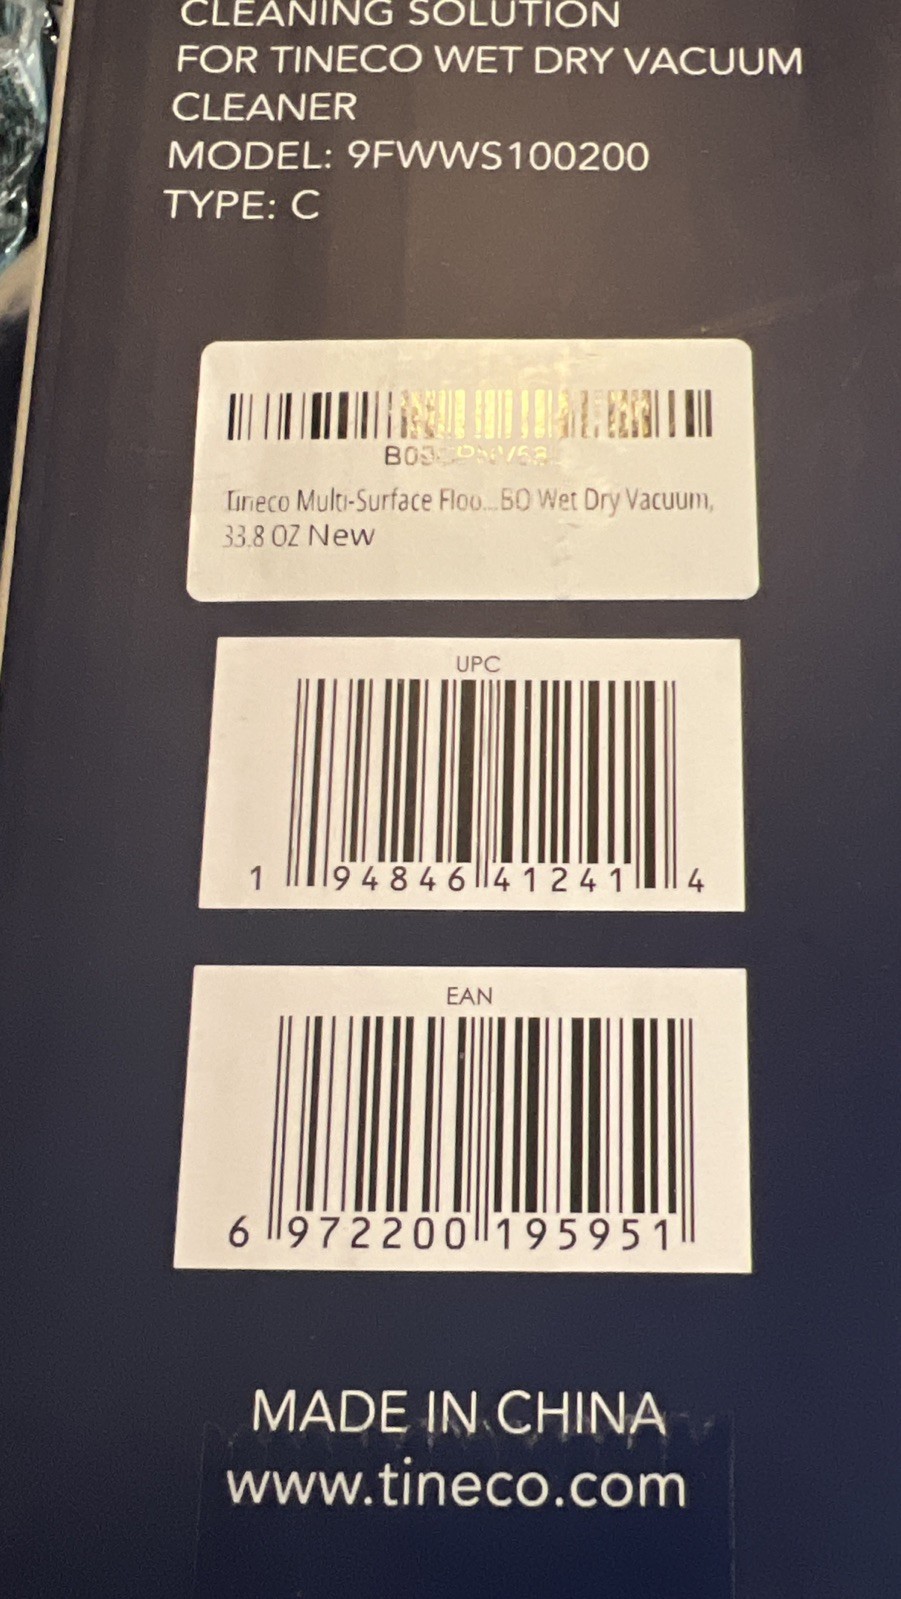 CLEANING SOLUTION
FOR TINECO WET DRY VACUUM
CLEANER
MODEL: 9FWWS100200
TYPE: C
Tineco Multi-Surface Floo...BO Wet Dry Vacuum,
33.8 OZ New
UPC
1 94846 41241 4
EAN
6 972200 195951
MADE IN CHINA
www.tineco.com